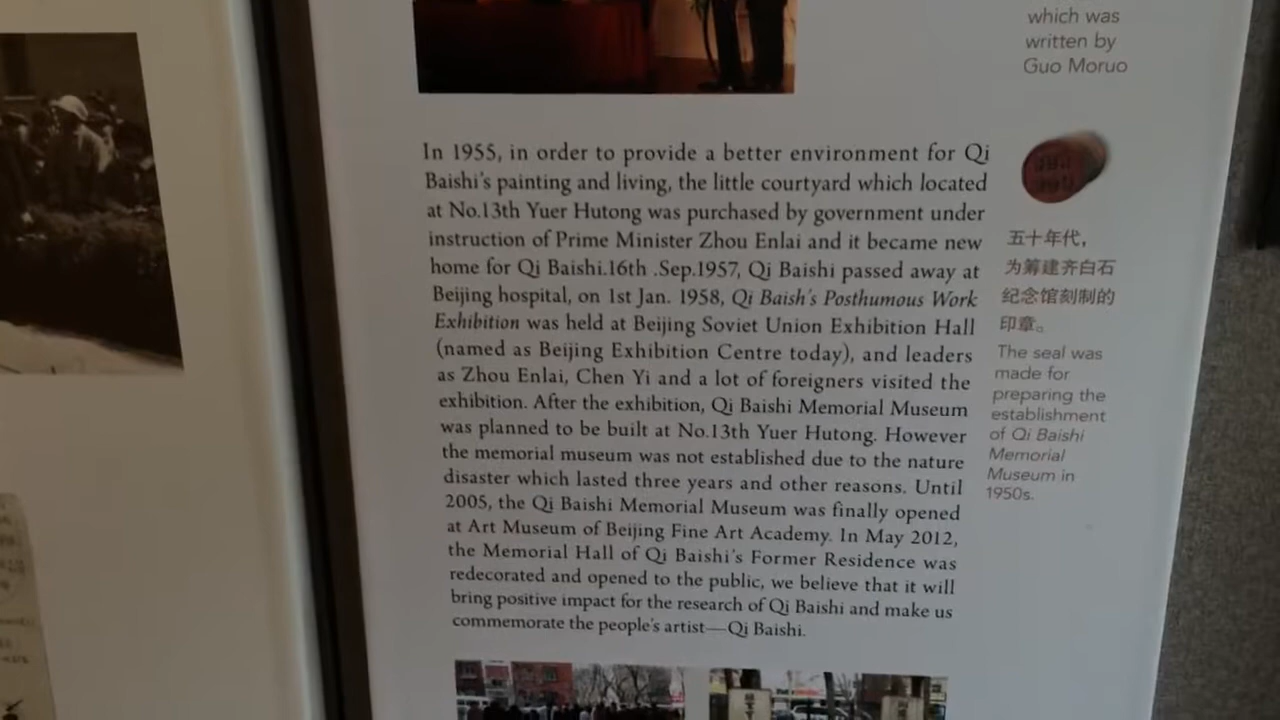 which was
written by
Guo Moruo
In 1955, in order to provide a better environment for Qi
Baishi's painting and living, the little courtyard which located
at No.13th Yuer Hutong was purchased by government under
instruction of Prime Minister Zhou Enlai and it became new
home for Qi Baishi.16th .Sep.1957, Qi Baishi passed away at
Beijing hospital, on 1st Jan. 1958, Qi Baish's Posthumous Work
Exhibition was held at Beijing Soviet Union Exhibition Hall
(named as Beijing Exhibition Centre today), and leaders
as Zhou Enlai, Chen Yi and a lot of foreigners visited the
exhibition. After the exhibition, Qi Baishi Memorial Museum
was planned to be built at No.13th Yuer Hutong. However
the memorial museum was not established due to the nature
disaster which lasted three years and other reasons. Until
2005, the Qi Baishi Memorial Museum was finally opened
at Art Museum of Beijing Fine Art Academy. In May 2012,
the Memorial Hall of Qi Baishi's Former Residence was
redecorated and opened to the public, we believe that it will
bring positive impact for the research of Qi Baishi and make us
commemorate the people's artist—Qi Baishi.
五十年代，
为筹建齐白石
纪念馆刻制的
印章。
The seal was
made for
preparing the
establishment
of Qi Baishi
Memorial
Museum in
1950s.